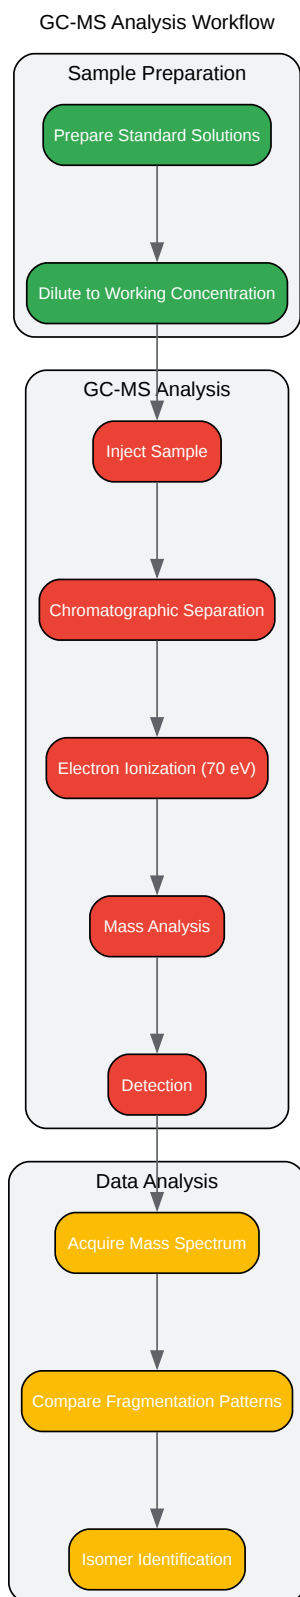 GC-MS Analysis Workflow
Sample Preparation
Prepare Standard Solutions
Dilute to Working Concentration
GC-MS Analysis
Inject Sample
Chromatographic Separation
Electron Ionization (70 eV)
Mass Analysis
Detection
Data Analysis
Acquire Mass Spectrum
Compare Fragmentation Patterns
Isomer Identification